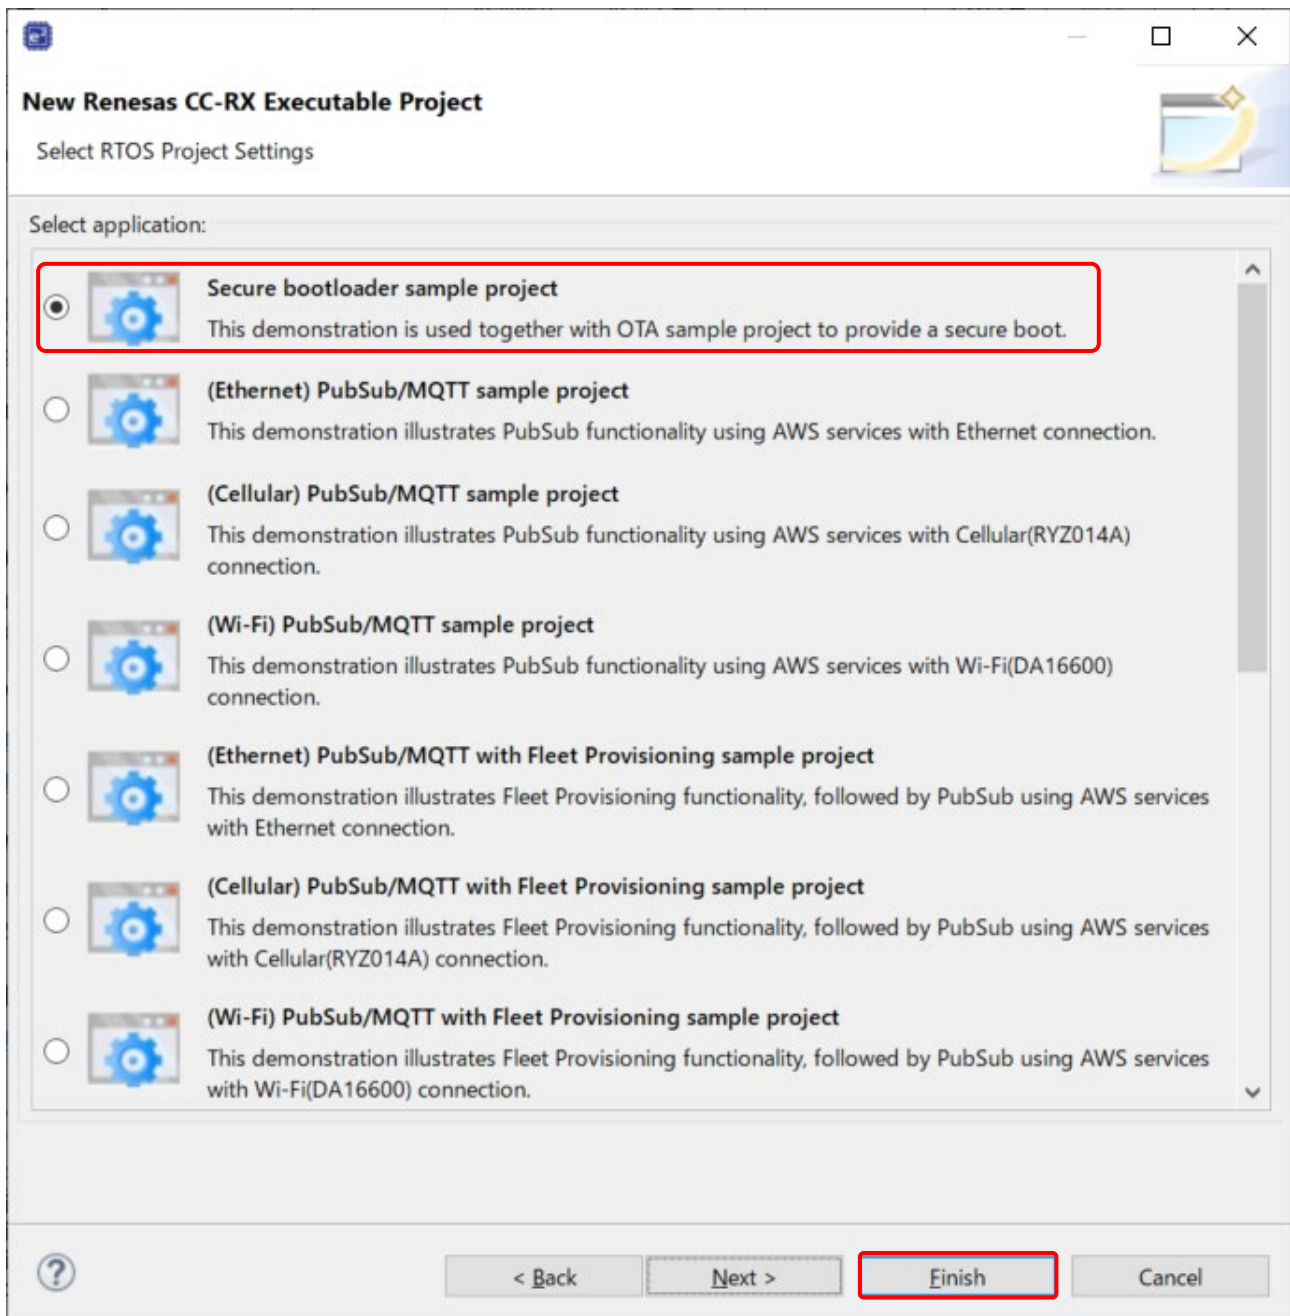 New Renesas CC-RX Executable Project
Select RTOS Project Settings
Select application:
Secure bootloader sample project
This demonstration is used together with OTA sample project to provide a secure boot.
(Ethernet) PubSub/MQTT sample project
This demonstration illustrates PubSub functionality using AWS services with Ethernet connection.
(Cellular) PubSub/MQTT sample project
This demonstration illustrates PubSub functionality using AWS services with Cellular(RYZ014A)
connection.
(Wi-Fi) PubSub/MQTT sample project
This demonstration illustrates PubSub functionality using AWS services with Wi-Fi(DA16600)
connection.
(Ethernet) PubSub/MQTT with Fleet Provisioning sample project
This demonstration illustrates Fleet Provisioning functionality, followed by PubSub using AWS services
with Ethernet connection.
(Cellular) PubSub/MQTT with Fleet Provisioning sample project
This demonstration illustrates Fleet Provisioning functionality, followed by PubSub using AWS services
with Cellular(RYZ014A) connection.
(Wi-Fi) PubSub/MQTT with Fleet Provisioning sample project
This demonstration illustrates Fleet Provisioning functionality, followed by PubSub using AWS services
with Wi-Fi(DA16600) connection.
? < Back Next > Finish Cancel